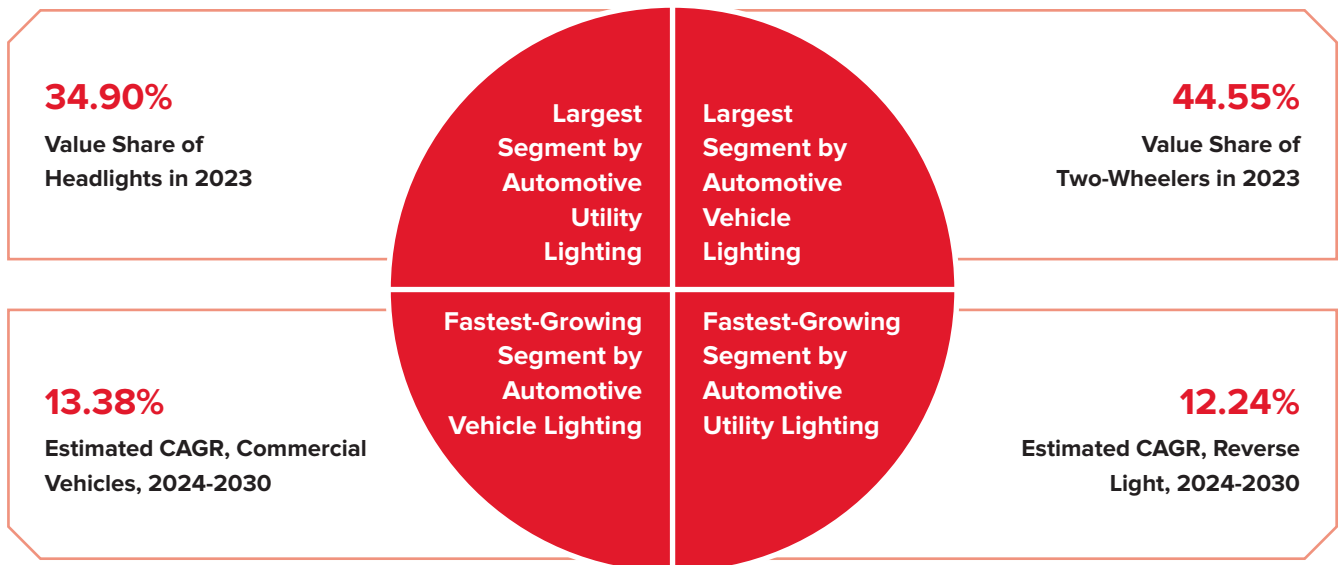 34.90%
Value Share of
Headlights in 2023
Largest
Segment by
Automotive
Utility
Lighting
Largest
Segment by
Automotive
Vehicle
Lighting
44.55%
Value Share of
Two-Wheelers in 2023
13.38%
Estimated CAGR, Commercial
Vehicles, 2024-2030
Fastest-Growing
Segment by
Automotive
Vehicle Lighting
Fastest-Growing
Segment by
Automotive
Utility Lighting
12.24%
Estimated CAGR, Reverse
Light, 2024-2030